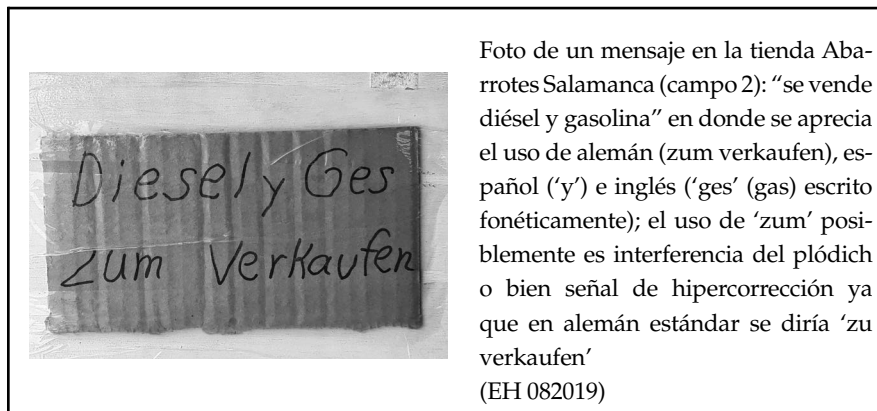 Diesel y Ges
zum Verkaufen
Foto de un mensaje en la tienda Aba-
rrotes Salamanca (campo 2): “se vende
diésel y gasolina” en donde se aprecia
el uso de alemán (zum verkaufen), es-
pañol (‘y’) e inglés (‘ges’ (gas) escrito
fonéticamente); el uso de ‘zum’ posi-
blemente es interferencia del plódich
o bien señal de hipercorrección ya
que en alemán estándar se diría ‘zu
verkaufen’
(EH 082019)